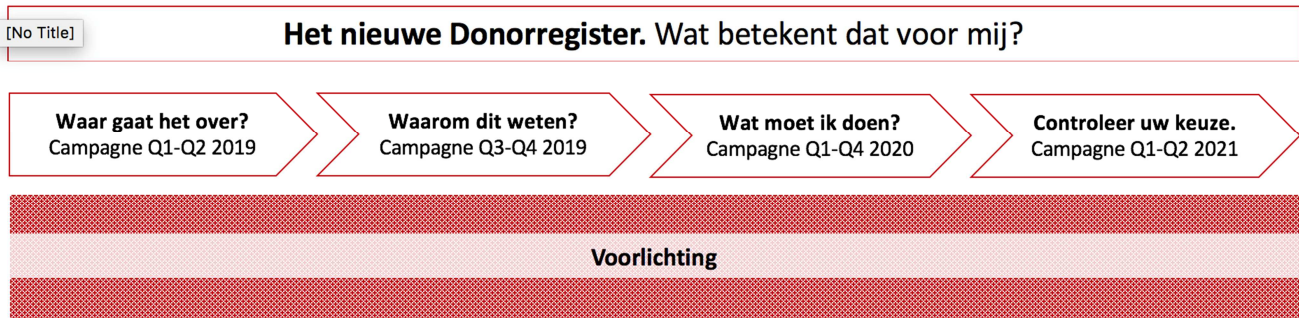 [No Title]
Het nieuwe Donorregister. Wat betekent dat voor mij?
Waar gaat het over?
Campagne Q1-Q2 2019
Waarom dit weten?
Campagne Q3-Q4 2019
Wat moet ik doen?
Campagne Q1-Q4 2020
Controleer uw keuze.
Campagne Q1-Q2 2021
Voorlichting